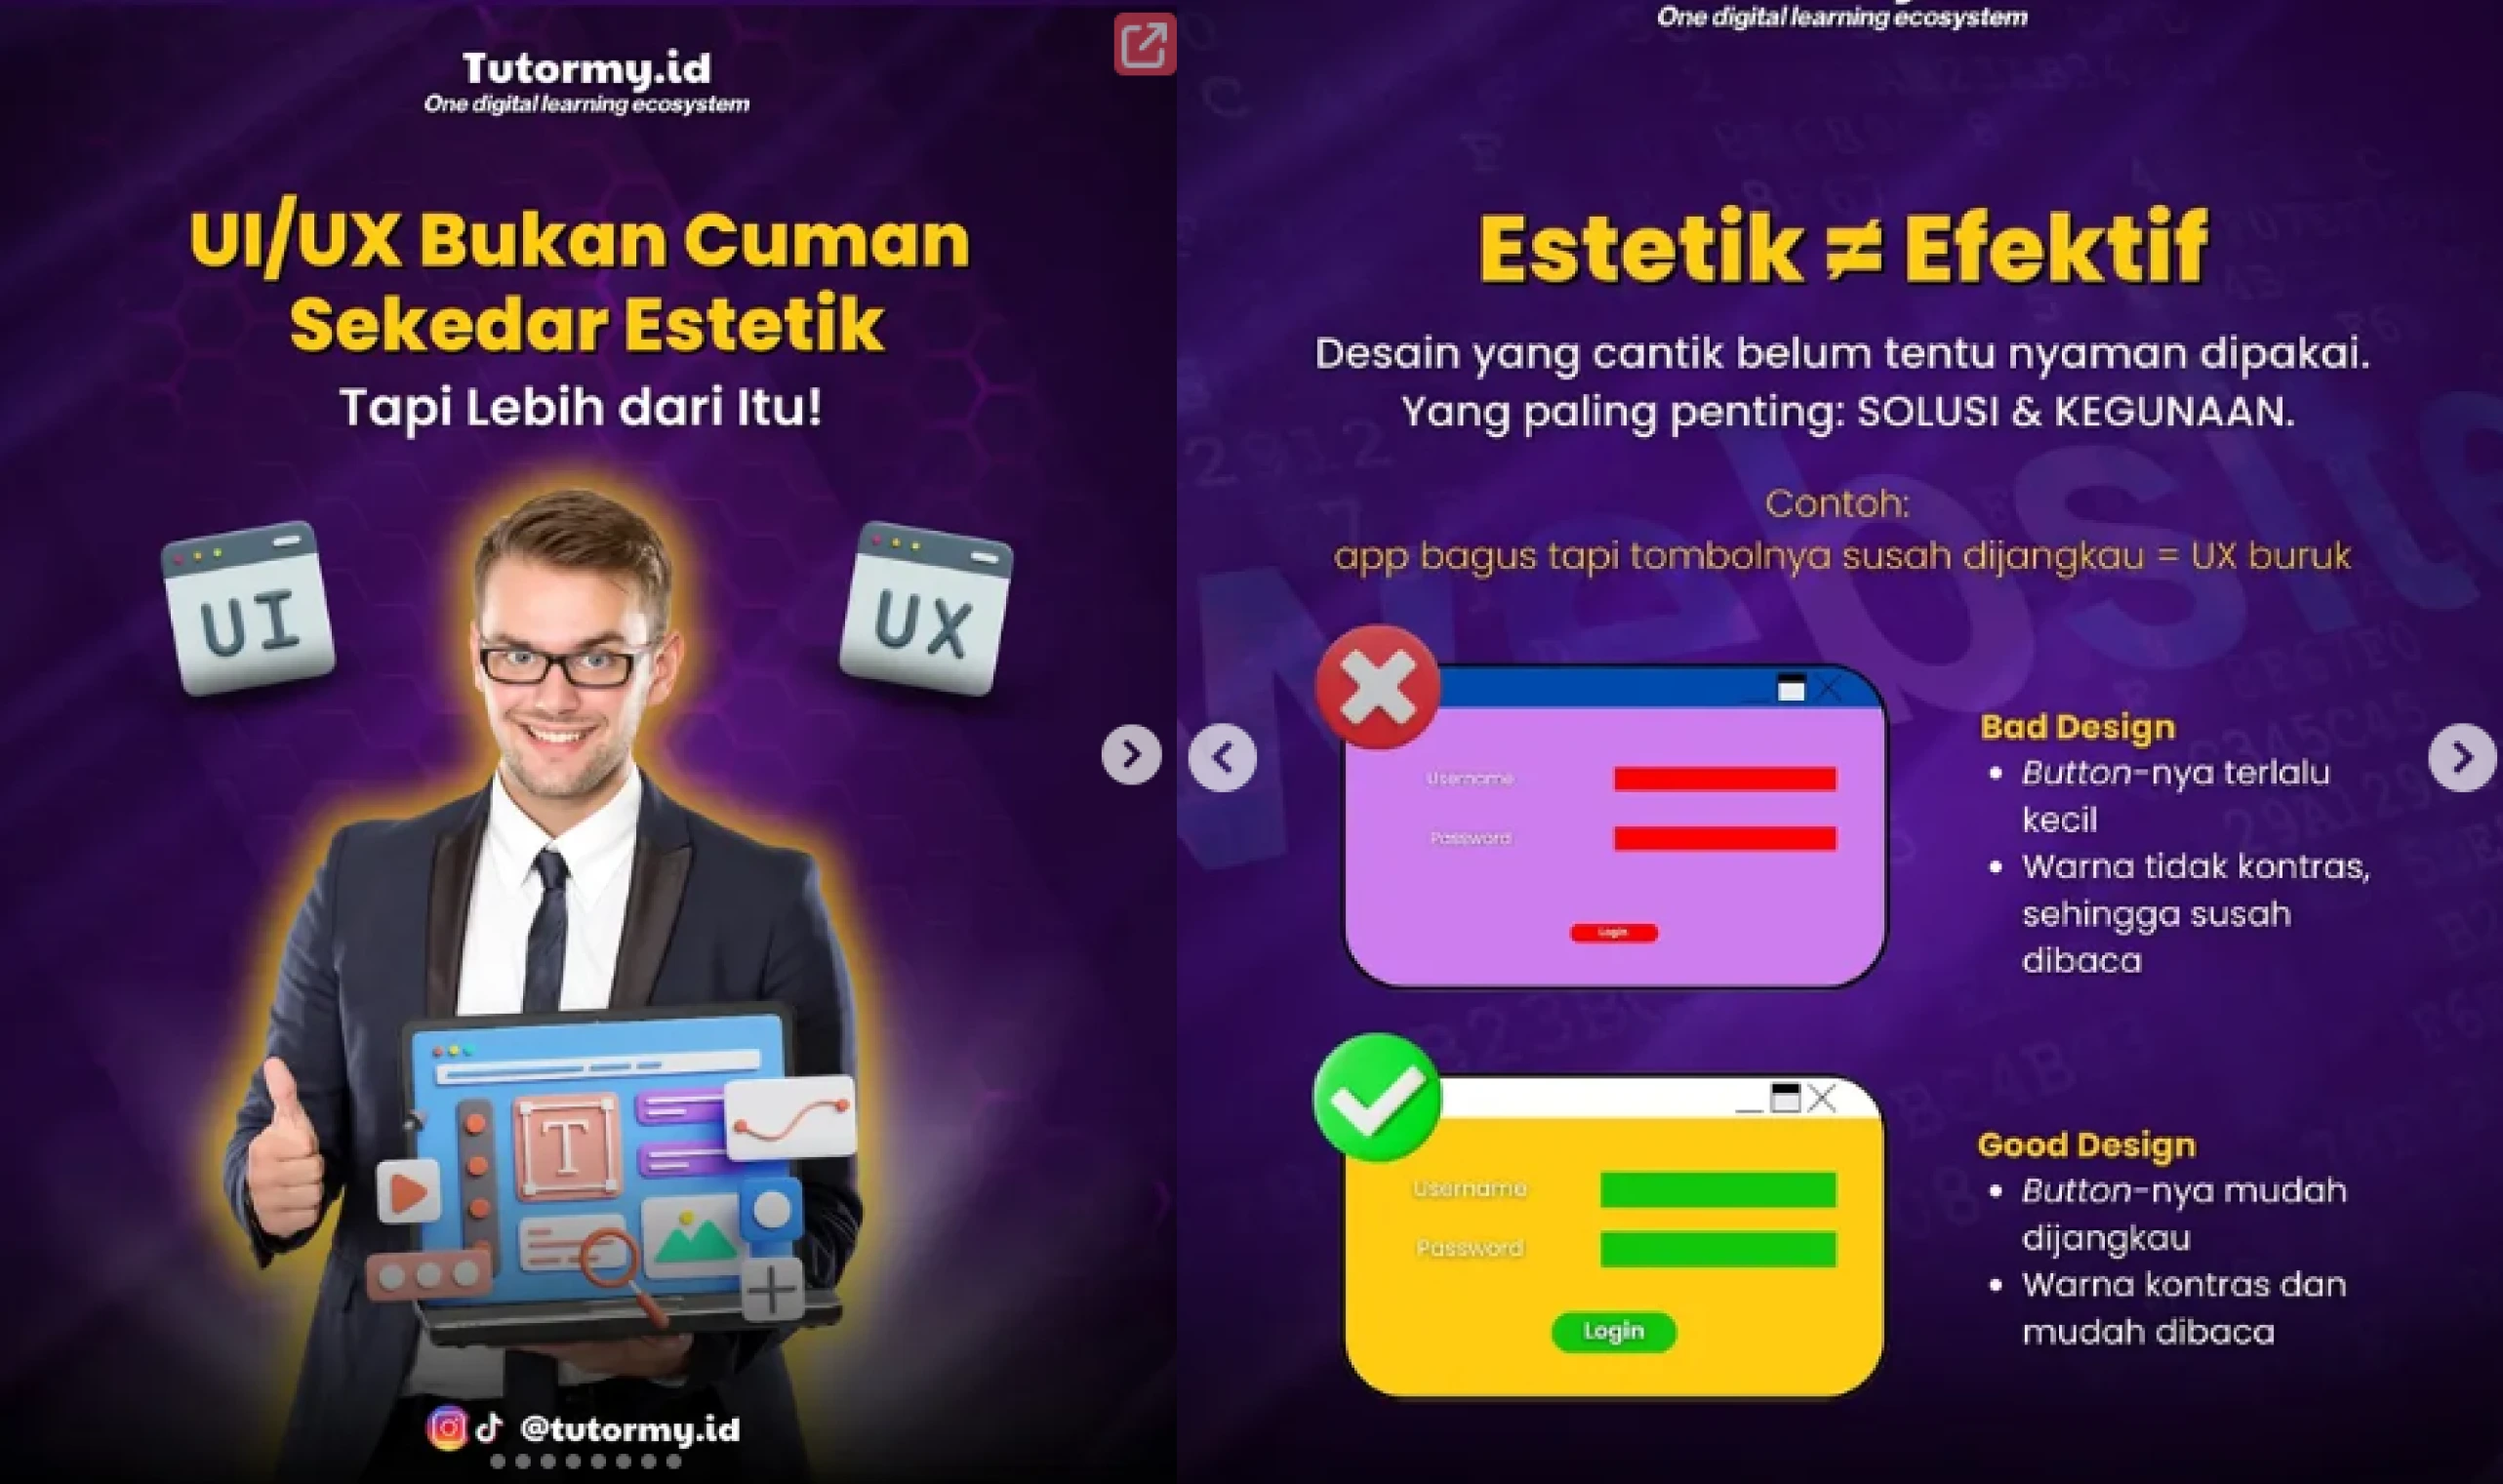 Tutormy.id
One digital learning ecosystem
UI/UX Bukan Cuman
Sekedar Estetik
Tapi Lebih dari Itu!
UI
UX
T
@tutormy.id
One digital learning ecosystem
Estetik ≠ Efektif
Desain yang cantik belum tentu nyaman dipakai.
Yang paling penting: SOLUSI & KEGUNAAN.
Contoh:
app bagus tapi tombolnya susah dijangkau = UX buruk
Username
Password
Login
Bad Design
• Button-nya terlalu
kecil
• Warna tidak kontras,
sehingga susah
dibaca
Username
Password
Login
Good Design
• Button-nya mudah
dijangkau
• Warna kontras dan
mudah dibaca
Website